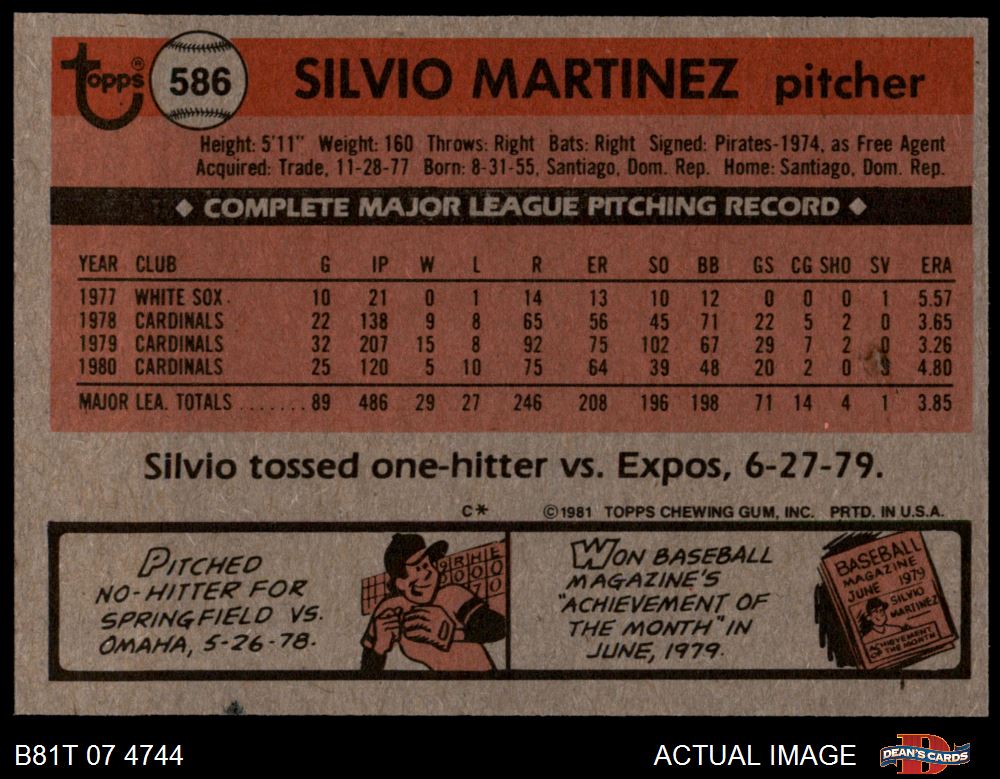 Topps® 586 SILVIO MARTINEZ pitcher
Height: 5'11" Weight: 160 Throws: Right Bats: Right Signed: Pirates-1974, as Free Agent
Acquired: Trade, 11-28-77 Born: 8-31-55, Santiago, Dom. Rep. Home: Santiago, Dom. Rep.
◆ COMPLETE MAJOR LEAGUE PITCHING RECORD ◆
YEAR CLUB G IP W L R ER SO BB GS CG SHO SV ERA
1977 WHITE SOX. 10 21 0 1 14 13 10 12 0 0 0 1 5.57
1978 CARDINALS 22 138 9 8 65 56 45 71 22 5 2 0 3.65
1979 CARDINALS 32 207 15 8 92 75 102 67 29 7 2 0 3.26
1980 CARDINALS 25 120 5 10 75 64 39 48 20 2 0 4.80
MAJOR LEA. TOTALS ....... 89 486 29 27 246 208 196 198 71 14 4 1 3.85
Silvio tossed one-hitter vs. Expos, 6-27-79.
C* ©1981 TOPPS CHEWING GUM, INC. PRTD. IN U.S.A.
PITCHED
NO-HITTER FOR
SPRINGFIELD VS.
OMAHA, 5-26-78.
R H E
0 0 0
WON BASEBALL
MAGAZINE'S
"ACHIEVEMENT OF
THE MONTH" IN
JUNE, 1979.
BASEBALL
MAGAZINE
JUNE 1979
SILVIO
MARTINEZ
ACHIEVEMENT
OF THE MONTH
B81T 07 4744 ACTUAL IMAGE DEAN'S CARDS